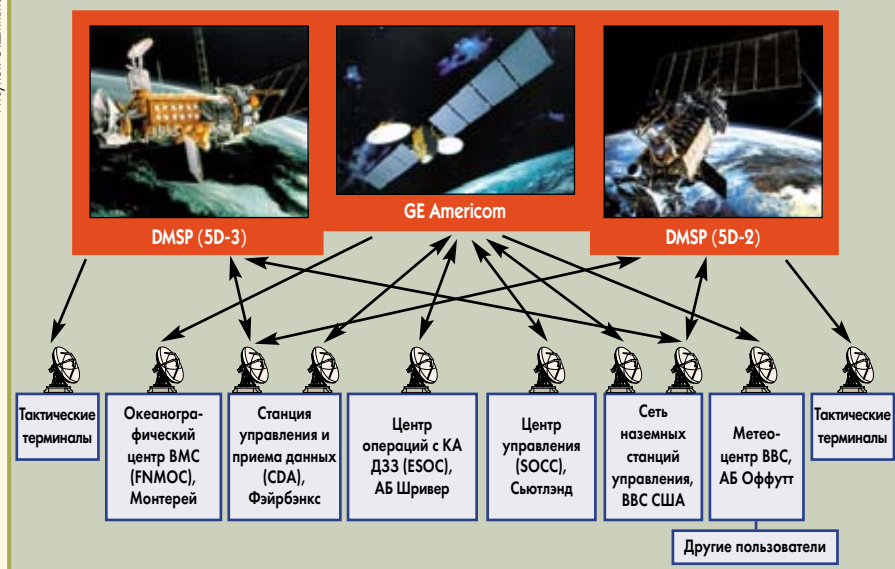 GE Americom
DMSP (5D-3)
DMSP (5D-2)
Тактические
терминалы
Океаногра-
фический
центр ВМС
(FNMOC),
Монтерей
Станция
управления и
приема данных
(CDA),
Фэйрбэнкс
Центр
операций с КА
ДЗЗ (ESOC),
АБ Шривер
Центр
управления
(SOCC),
Сьютлэнд
Сеть
наземных
станций
управления,
ВВС США
Метео-
центр ВВС,
АБ Оффутт
Тактические
терминалы
Другие пользователи